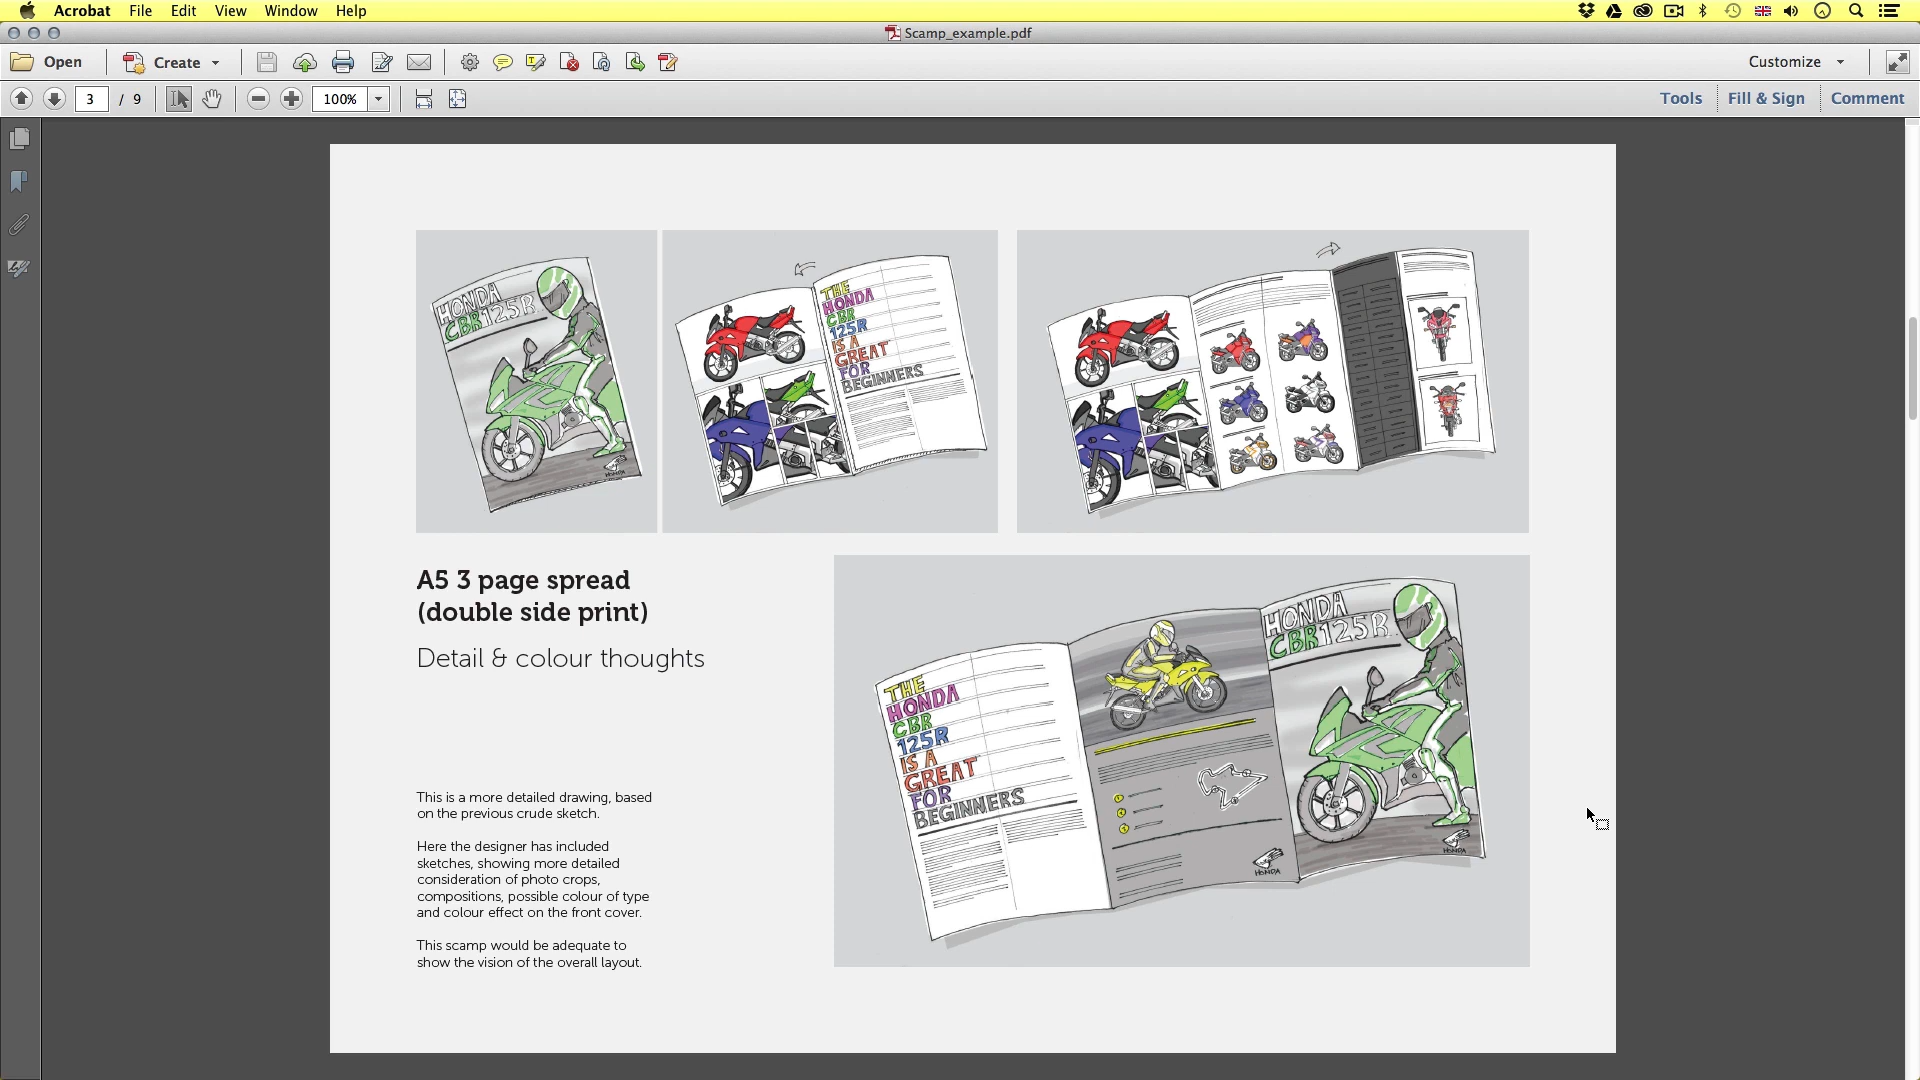 Acrobat File Edit View Window Help
Scamp_example.pdf
Open Create Customize
3 / 9 100% Tools Fill & Sign Comment
HONDA
CBR125R
HONDA
THE
HONDA
CBR
125R
IS A
GREAT
FOR
BEGINNERS
A5 3 page spread
(double side print)
Detail & colour thoughts
This is a more detailed drawing, based
on the previous crude sketch.
Here the designer has included
sketches, showing more detailed
consideration of photo crops,
compositions, possible colour of type
and colour effect on the front cover.
This scamp would be adequate to
show the vision of the overall layout.
THE
HONDA
CBR
125R
IS A
GREAT
FOR
BEGINNERS
HONDA
HONDA
CBR125R
HONDA